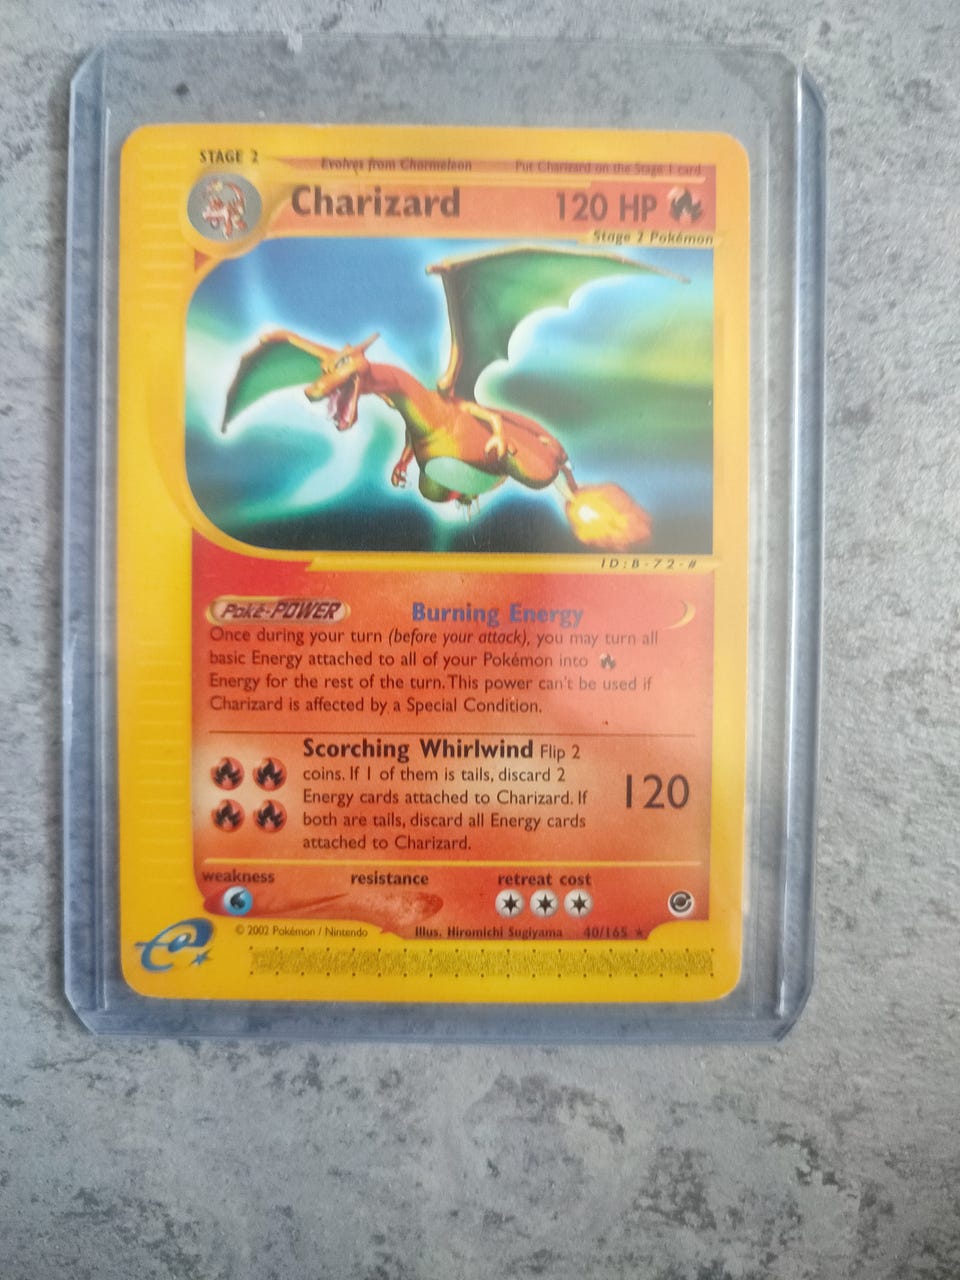 STAGE 2
Evolves from Charmeleon
Put Charizard on the Stage 1 card
Charizard
120 HP
Stage 2 Pokémon
ID:B-72-#
Poké-POWER
Burning Energy
Once during your turn (before your attack), you may turn all
basic Energy attached to all of your Pokémon into
Energy for the rest of the turn. This power can't be used if
Charizard is affected by a Special Condition.
Scorching Whirlwind Flip 2
coins. If 1 of them is tails, discard 2
Energy cards attached to Charizard. If
both are tails, discard all Energy cards
attached to Charizard.
120
weakness
resistance
retreat cost
© 2002 Pokémon / Nintendo
Illus. Hiromichi Sugiyama
40/165 ★
e